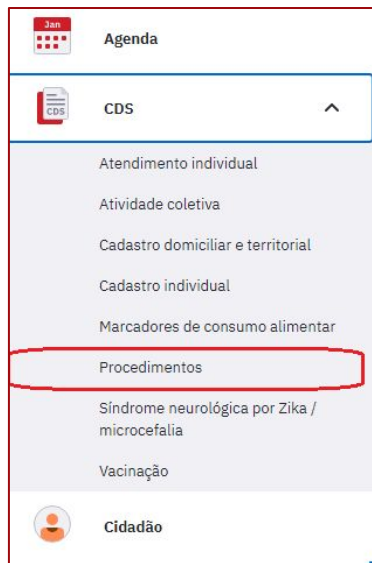 Jan
Agenda
CDS
CDS
Atendimento individual
Atividade coletiva
Cadastro domiciliar e territorial
Cadastro individual
Marcadores de consumo alimentar
Procedimentos
Síndrome neurológica por Zika /
microcefalia
Vacinação
Cidadão